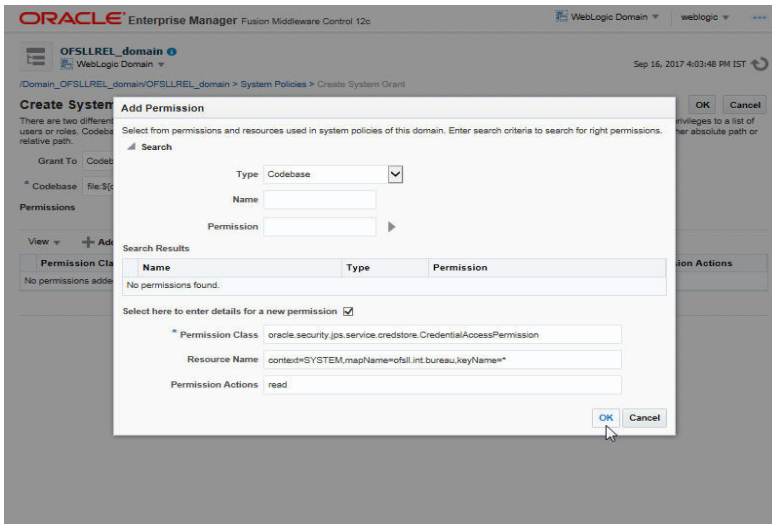 ORACLE Enterprise Manager Fusion Middleware Control 12c
WebLogic Domain weblogic
OFSLLREL_domain
WebLogic Domain
Sep 16, 2017 4:03:48 PM IST
/Domain_OFSLLREL_domain/OFSLLREL_domain > System Policies > Create System Grant
Create System
OK Cancel
There are two different
rivileges to a list of
users or roles. Codeba
her absolute path or
relative path.
Grant To Codeb
* Codebase file:${
Permissions
View Add
Permission Cla
ion Actions
No permissions adde
Add Permission
Select from permissions and resources used in system policies of this domain. Enter search criteria to search for right permissions.
Search
Type Codebase
Name
Permission
Search Results
Name Type Permission
No permissions found.
Select here to enter details for a new permission
* Permission Class oracle.security.jps.service.credstore.CredentialAccessPermission
Resource Name context=SYSTEM,mapName=ofsll.int.bureau,keyName=*
Permission Actions read
OK Cancel